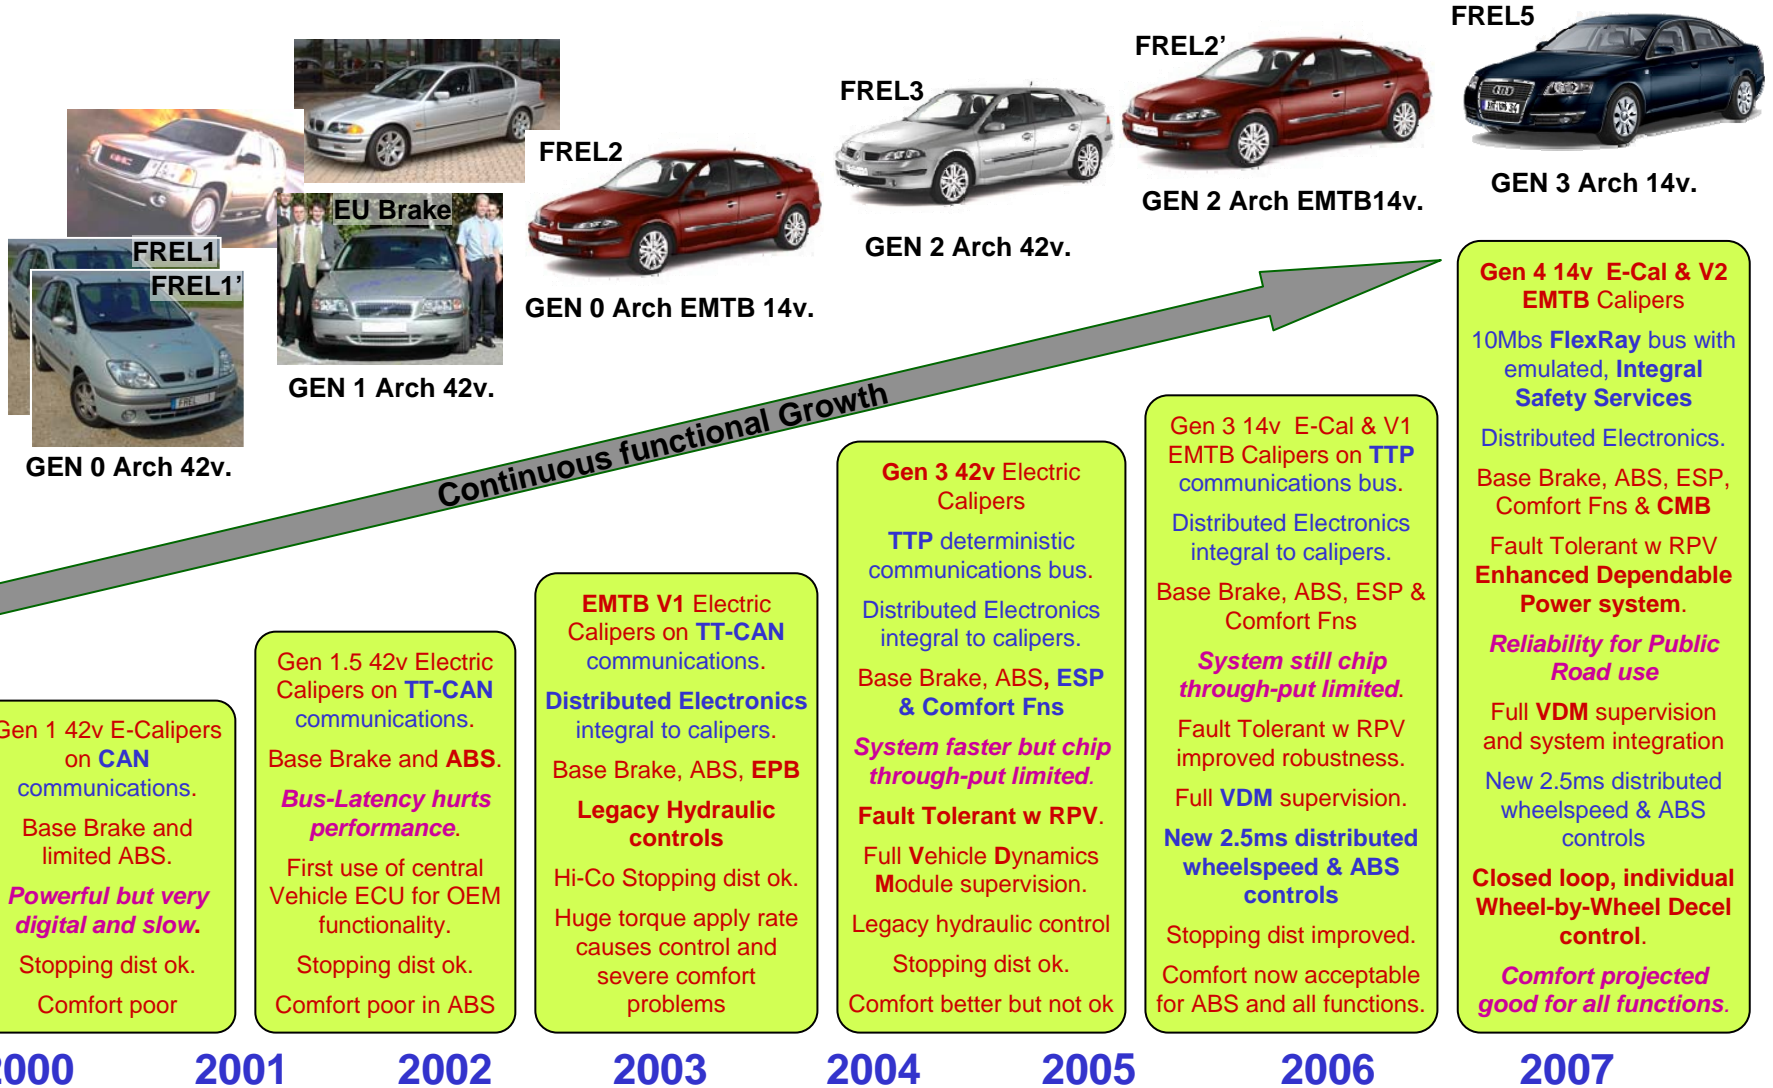 FREL5
FREL2’
FREL3
FREL2
EU Brake
FREL1
FREL1’
GEN 3 Arch 14v.
GEN 2 Arch EMTB14v.
GEN 2 Arch 42v.
GEN 0 Arch EMTB 14v.
GEN 1 Arch 42v.
GEN 0 Arch 42v.
GMC
FREL 1
Continuous functional Growth
Gen 1 42v E-Calipers
on CAN
communications.
Base Brake and
limited ABS.
Powerful but very
digital and slow.
Stopping dist ok.
Comfort poor
Gen 1.5 42v Electric
Calipers on TT-CAN
communications.
Base Brake and ABS.
Bus-Latency hurts
performance.
First use of central
Vehicle ECU for OEM
functionality.
Stopping dist ok.
Comfort poor in ABS
EMTB V1 Electric
Calipers on TT-CAN
communications.
Distributed Electronics
integral to calipers.
Base Brake, ABS, EPB
Legacy Hydraulic
controls
Hi-Co Stopping dist ok.
Huge torque apply rate
causes control and
severe comfort
problems
Gen 3 42v Electric
Calipers
TTP deterministic
communications bus.
Distributed Electronics
integral to calipers.
Base Brake, ABS, ESP
& Comfort Fns
System faster but chip
through-put limited.
Fault Tolerant w RPV.
Full Vehicle Dynamics
Module supervision.
Legacy hydraulic control
Stopping dist ok.
Comfort better but not ok
Gen 3 14v E-Cal & V1
EMTB Calipers on TTP
communications bus.
Distributed Electronics
integral to calipers.
Base Brake, ABS, ESP &
Comfort Fns
System still chip
through-put limited.
Fault Tolerant w RPV
improved robustness.
Full VDM supervision.
New 2.5ms distributed
wheelspeed & ABS
controls
Stopping dist improved.
Comfort now acceptable
for ABS and all functions.
Gen 4 14v E-Cal & V2
EMTB Calipers
10Mbs FlexRay bus with
emulated, Integral
Safety Services
Distributed Electronics.
Base Brake, ABS, ESP,
Comfort Fns & CMB
Fault Tolerant w RPV
Enhanced Dependable
Power system.
Reliability for Public
Road use
Full VDM supervision
and system integration
New 2.5ms distributed
wheelspeed & ABS
controls
Closed loop, individual
Wheel-by-Wheel Decel
control.
Comfort projected
good for all functions.
2000 2001 2002 2003 2004 2005 2006 2007